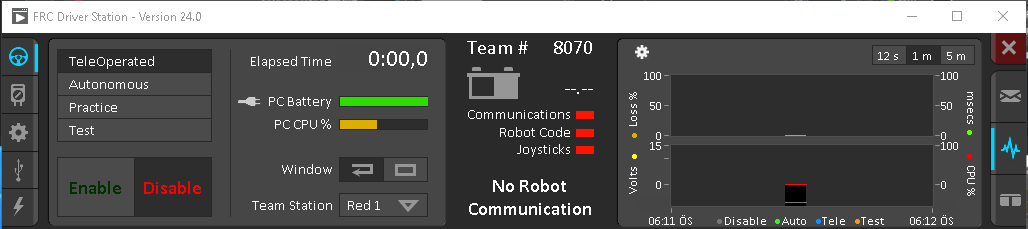 FRC Driver Station - Version 24.0
TeleOperated
Autonomous
Practice
Test
Enable Disable
Elapsed Time 0:00,0
PC Battery
PC CPU %
Window
Team Station Red 1
Team # 8070
--.--
Communications
Robot Code
Joysticks
No Robot
Communication
12 s 1 m 5 m
100 100
50 50
0 0
Loss %
msecs
15 100
0 0
Volts
CPU %
06:11 ÖS Disable Auto Tele Test 06:12 ÖS